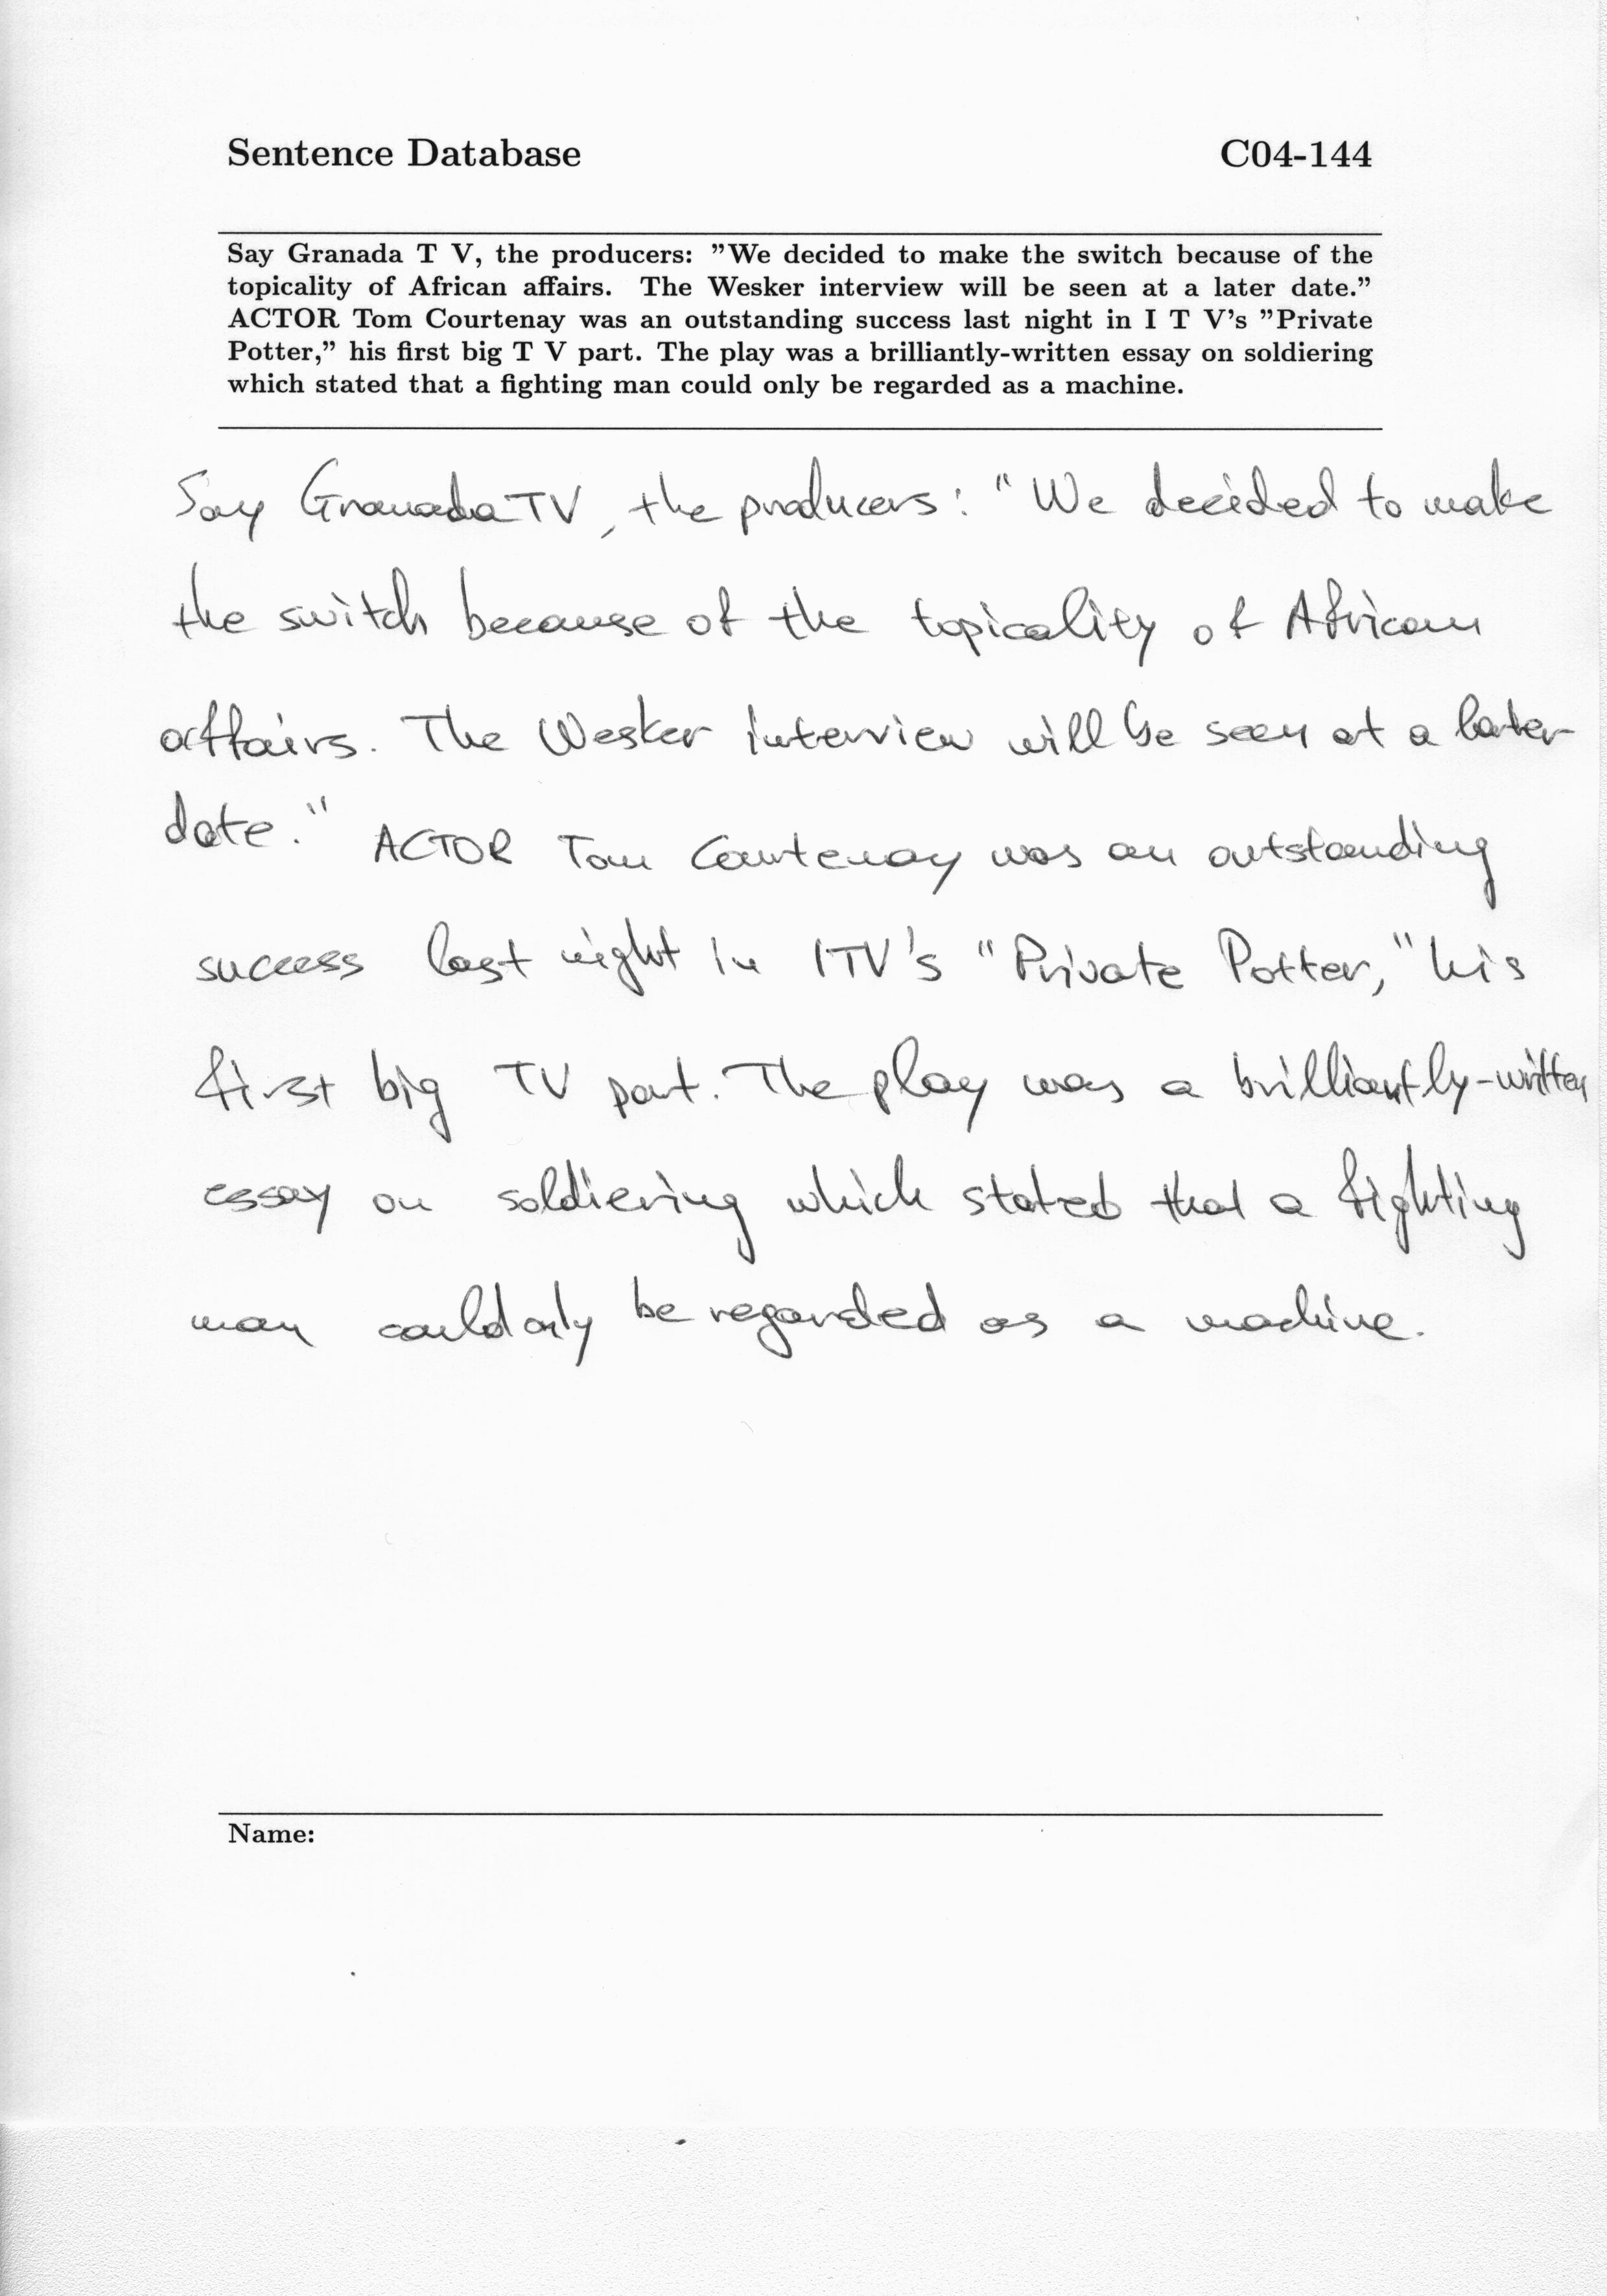 Sentence Database C04-144
Say Granada T V, the producers: ”We decided to make the switch because of the
topicality of African affairs. The Wesker interview will be seen at a later date.”
ACTOR Tom Courtenay was an outstanding success last night in I T V’s ”Private
Potter,” his first big T V part. The play was a brilliantly-written essay on soldiering
which stated that a fighting man could only be regarded as a machine.
Say Granada TV, the producers: "We decided to make
the switch because of the topicality of African
affairs. The Wesker interview will be seen at a later
date." ACTOR Tom Courtenay was an outstanding
success last night in ITV's "Private Potter," his
first big TV part. The play was a brilliantly-written
essay on soldiering which stated that a fighting
man could only be regarded as a machine.
Name: